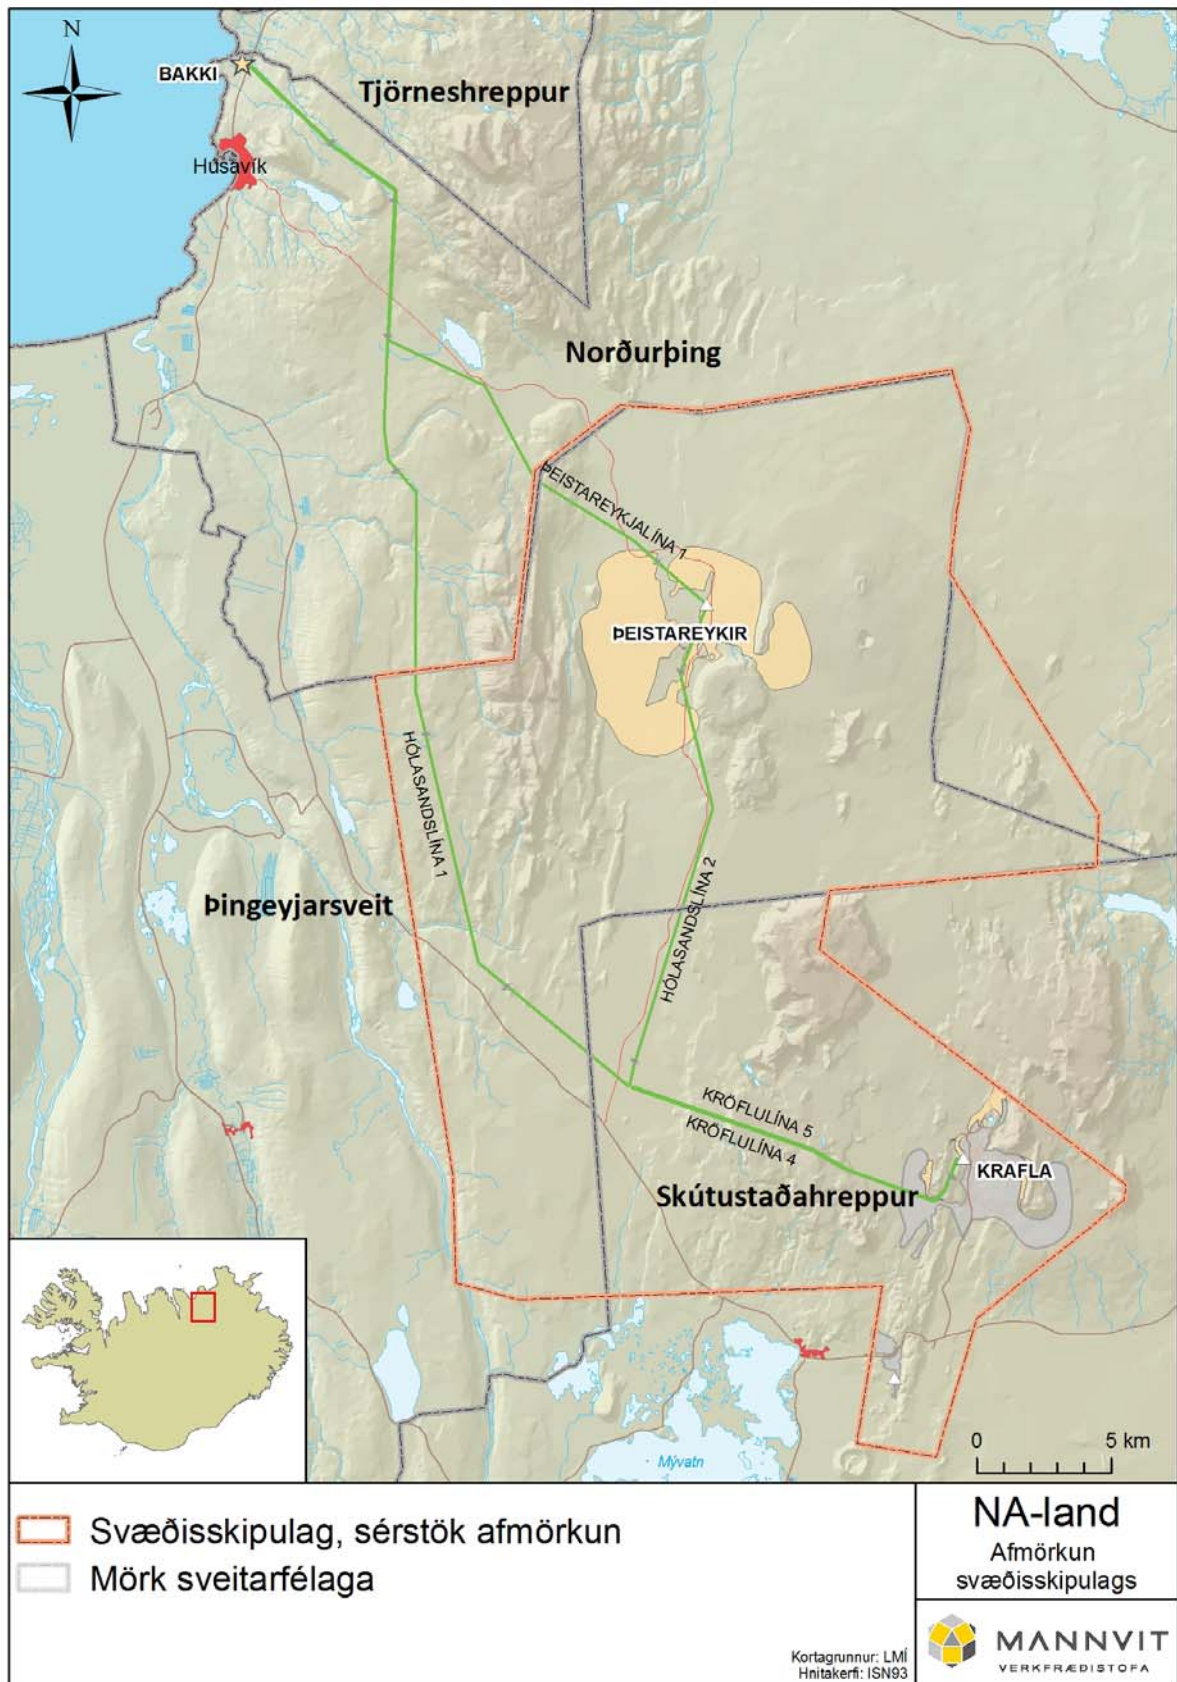 N
BAKKI
Tjörneshreppur
Húsavík
Norðurþing
ÞEISTAREYKJALÍNA 1
ÞEISTAREYKIR
HÓLASANDSLÍNA 1
HÓLASANDSLÍNA 2
Þingeyjarsveit
KRÖFLULÍNA 5
KRÖFLULÍNA 4
KRAFLA
Skútustaðahreppur
0 5 km
Mývatn
Svæðisskipulag, sérstök afmörkun
Mörk sveitarfélaga
NA-land
Afmörkun
svæðisskipulags
Kortagrunnur: LMÍ
Hnitakerfi: ISN93
MANNVIT
VERKFRÆÐISTOFA